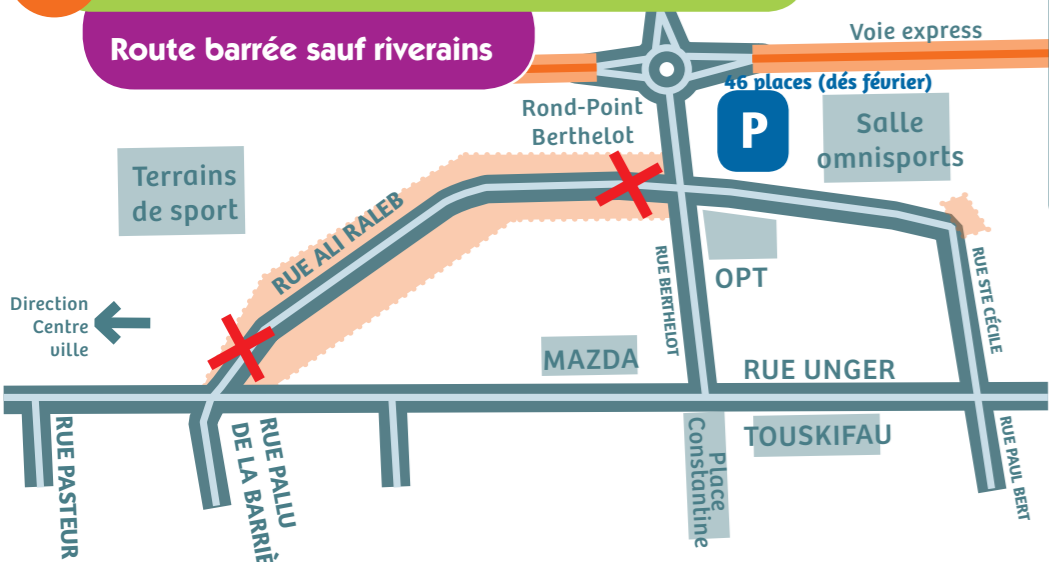 Route barrée sauf riverains
Voie express
46 places (dés février)
P
Rond-Point
Berthelot
Salle
omnisports
Terrains
de sport
RUE ALI RALEB
RUE BERTHELOT
OPT
RUE STE CÉCILE
Direction
Centre
ville
MAZDA
RUE UNGER
TOUSKIFAU
Place
Constantine
RUE PASTEUR
RUE PALLU
DE LA BARRIÈ
RUE PAUL BERT